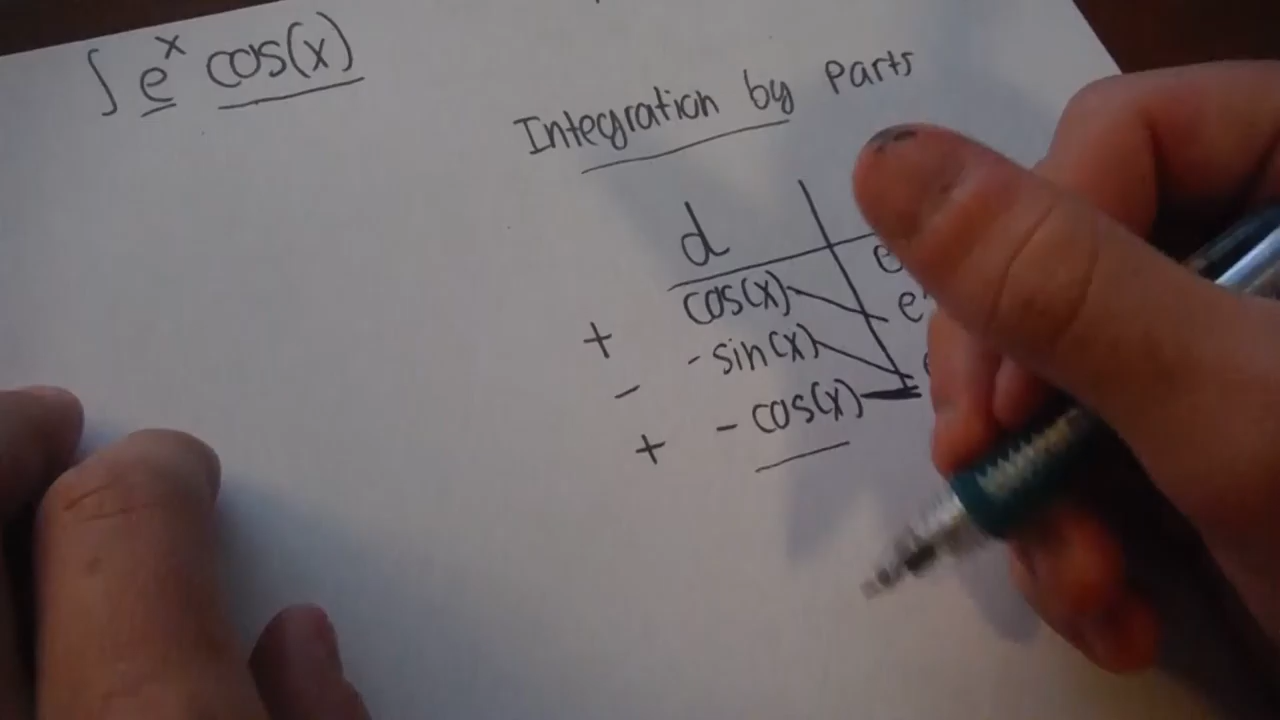 ∫ e^x cos(x)
Integration by Parts
d
+ cos(x) e
- - sin(x)
+ - cos(x)